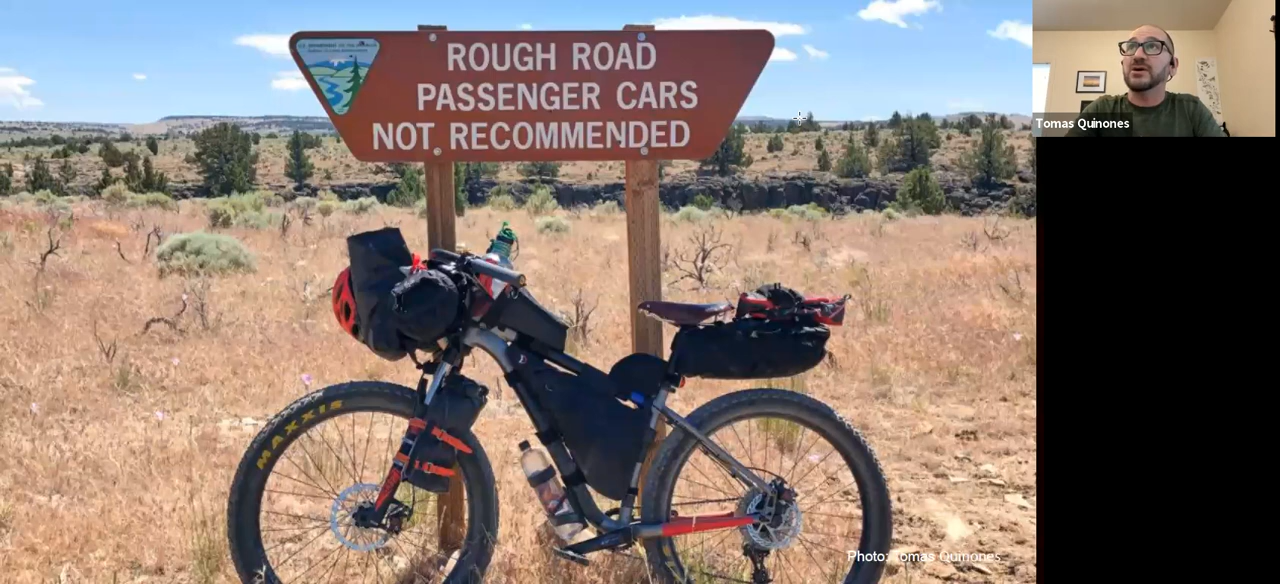 ROUGH ROAD
PASSENGER CARS
NOT RECOMMENDED
Tomas Quinones
MAXXIS
Photo: Tomas Quinones